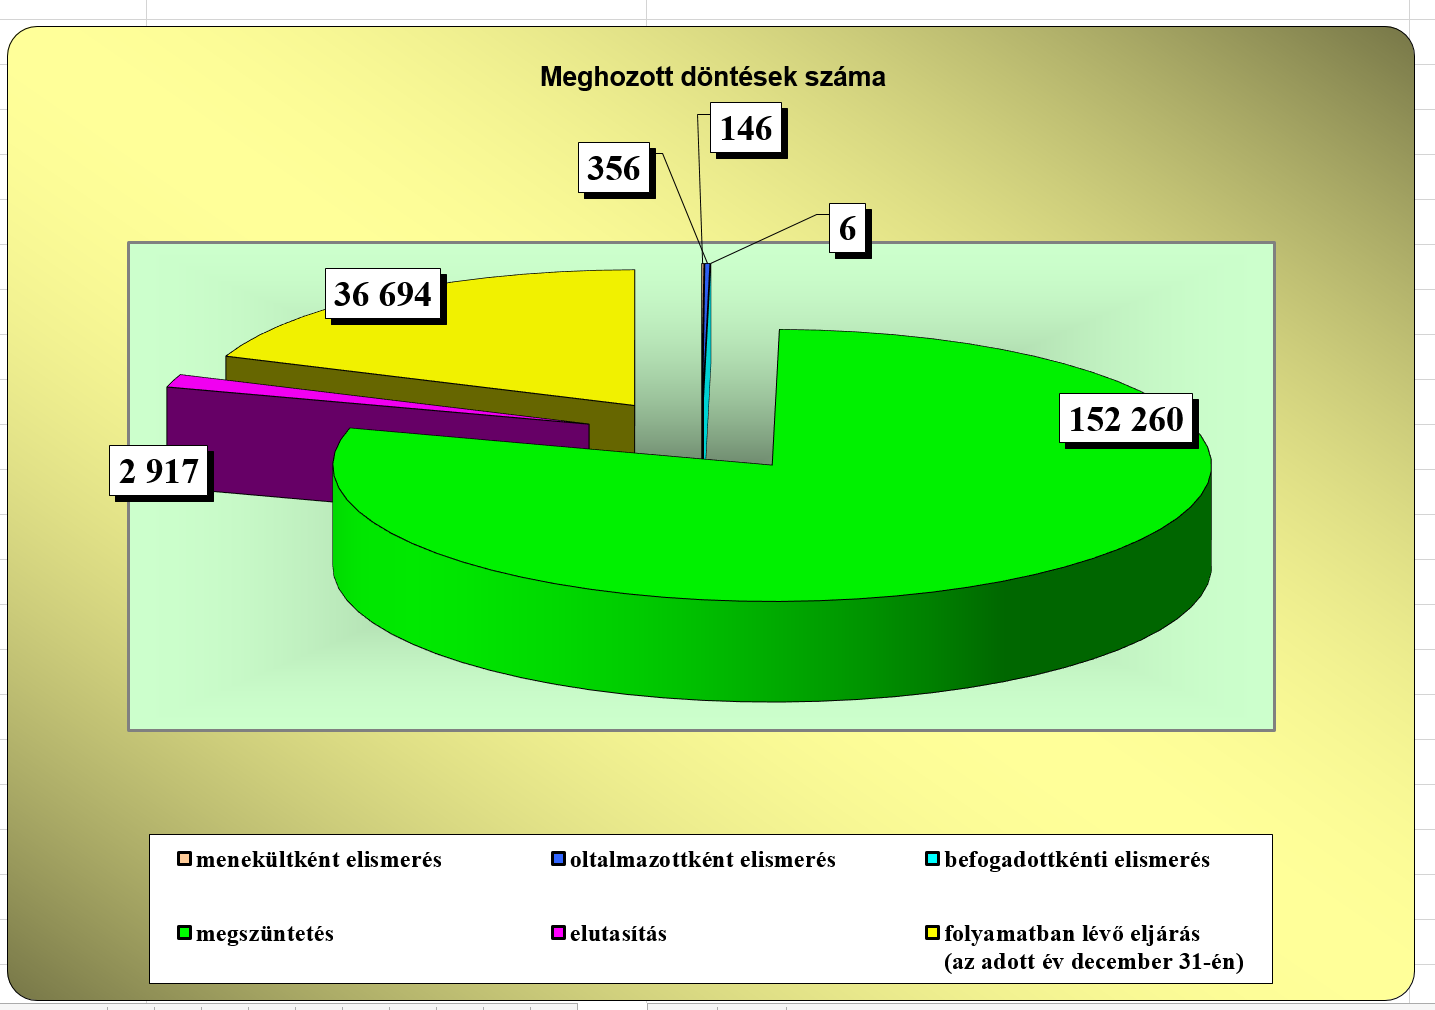 Meghozott döntések száma
146
356
6
36 694
152 260
2 917
menekültként elismerés
oltalmazottként elismerés
befogadottkénti elismerés
megszüntetés
elutasítás
folyamatban lévő eljárás
(az adott év december 31-én)